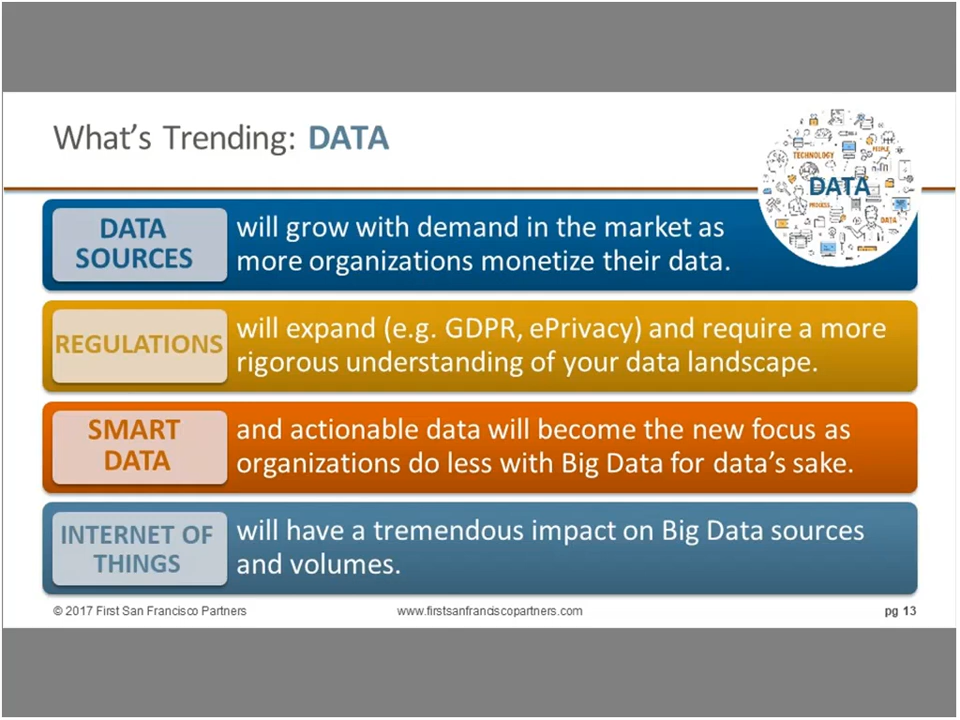 What's Trending: DATA
TECHNOLOGY
PEOPLE
DATA
PROCESS
DATA
DATA
SOURCES
will grow with demand in the market as
more organizations monetize their data.
REGULATIONS
will expand (e.g. GDPR, ePrivacy) and require a more
rigorous understanding of your data landscape.
SMART
DATA
and actionable data will become the new focus as
organizations do less with Big Data for data's sake.
INTERNET OF
THINGS
will have a tremendous impact on Big Data sources
and volumes.
© 2017 First San Francisco Partners
www.firstsanfranciscopartners.com
pg 13